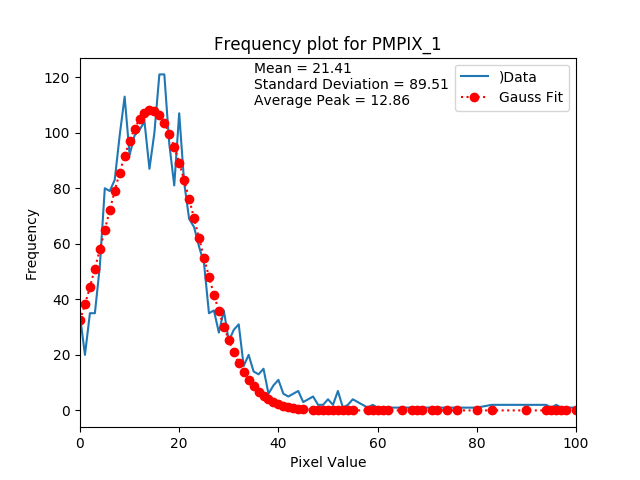 Frequency plot for PMPIX_1
Mean = 21.41
Standard Deviation = 89.51
Average Peak = 12.86
)Data
Gauss Fit
Frequency
120
100
80
60
40
20
0
0 20 40 60 80 100
Pixel Value